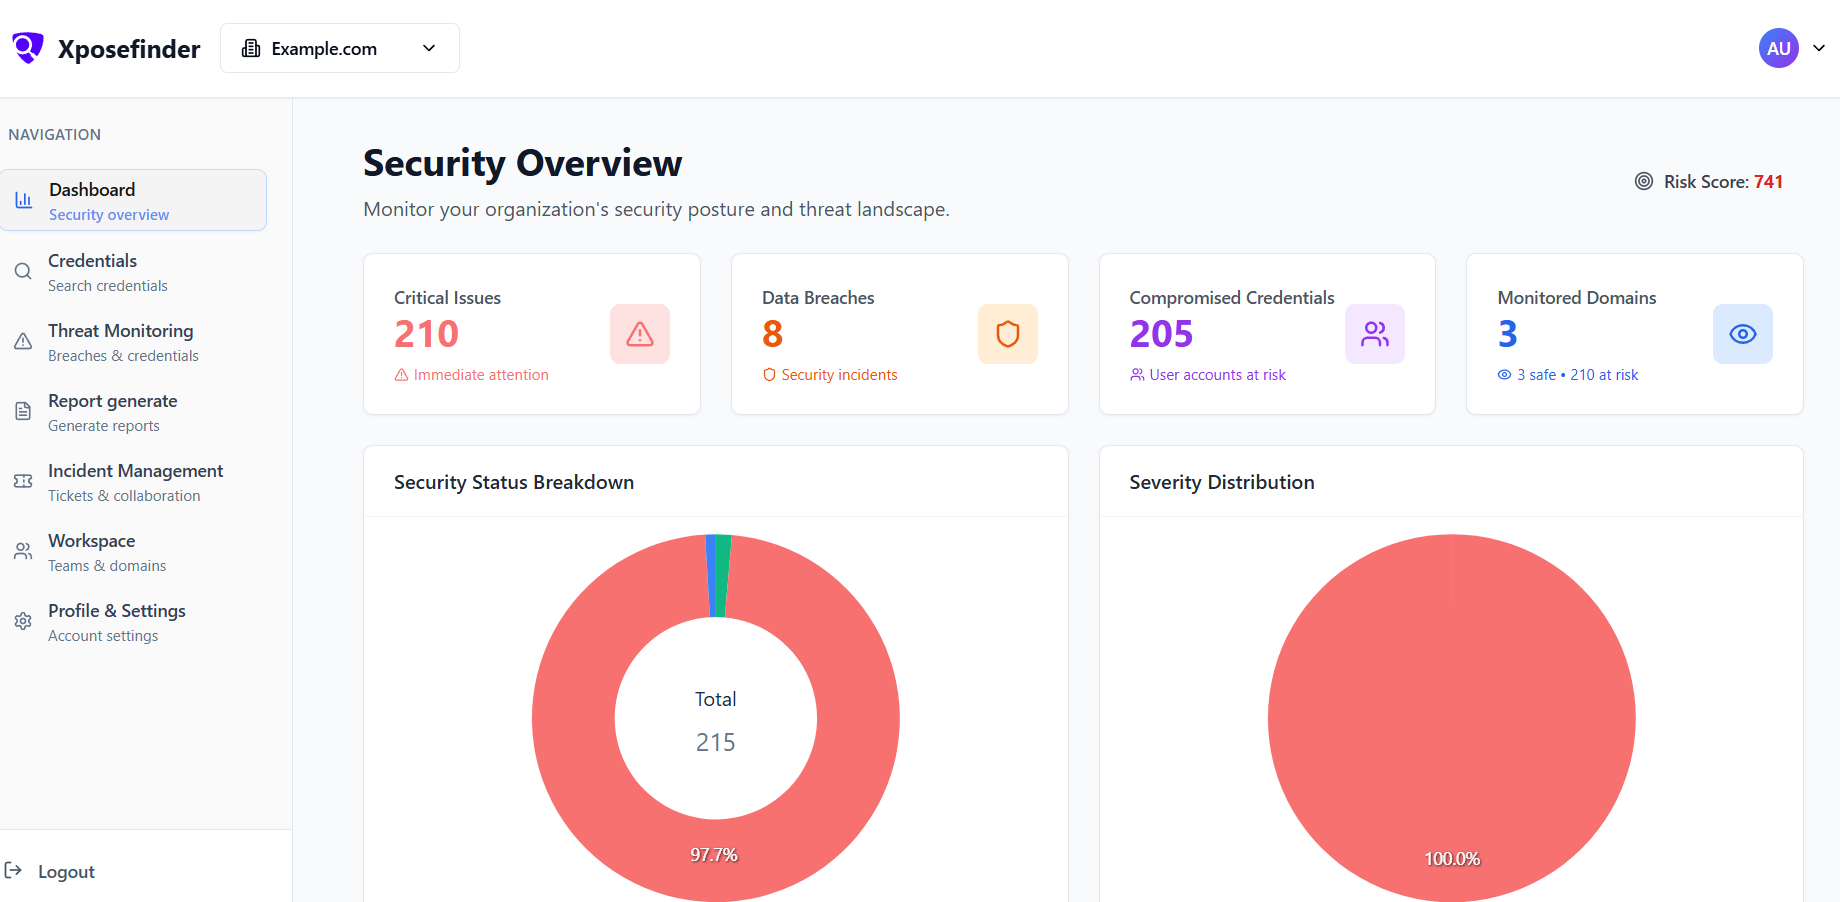 Xposefinder
Example.com
AU
NAVIGATION
Dashboard
Security overview
Credentials
Search credentials
Threat Monitoring
Breaches & credentials
Report generate
Generate reports
Incident Management
Tickets & collaboration
Workspace
Teams & domains
Profile & Settings
Account settings
Logout
Security Overview
Monitor your organization's security posture and threat landscape.
Risk Score: 741
Critical Issues
210
Immediate attention
Data Breaches
8
Security incidents
Compromised Credentials
205
User accounts at risk
Monitored Domains
3
3 safe • 210 at risk
Security Status Breakdown
Total
215
97.7%
Severity Distribution
100.0%